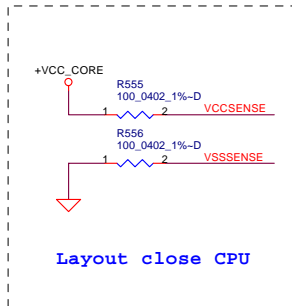 +VCC_CORE
R555
100_0402_1%~D
1 2 VCCSENSE
R556
100_0402_1%~D
1 2 VSSSENSE
Layout close CPU